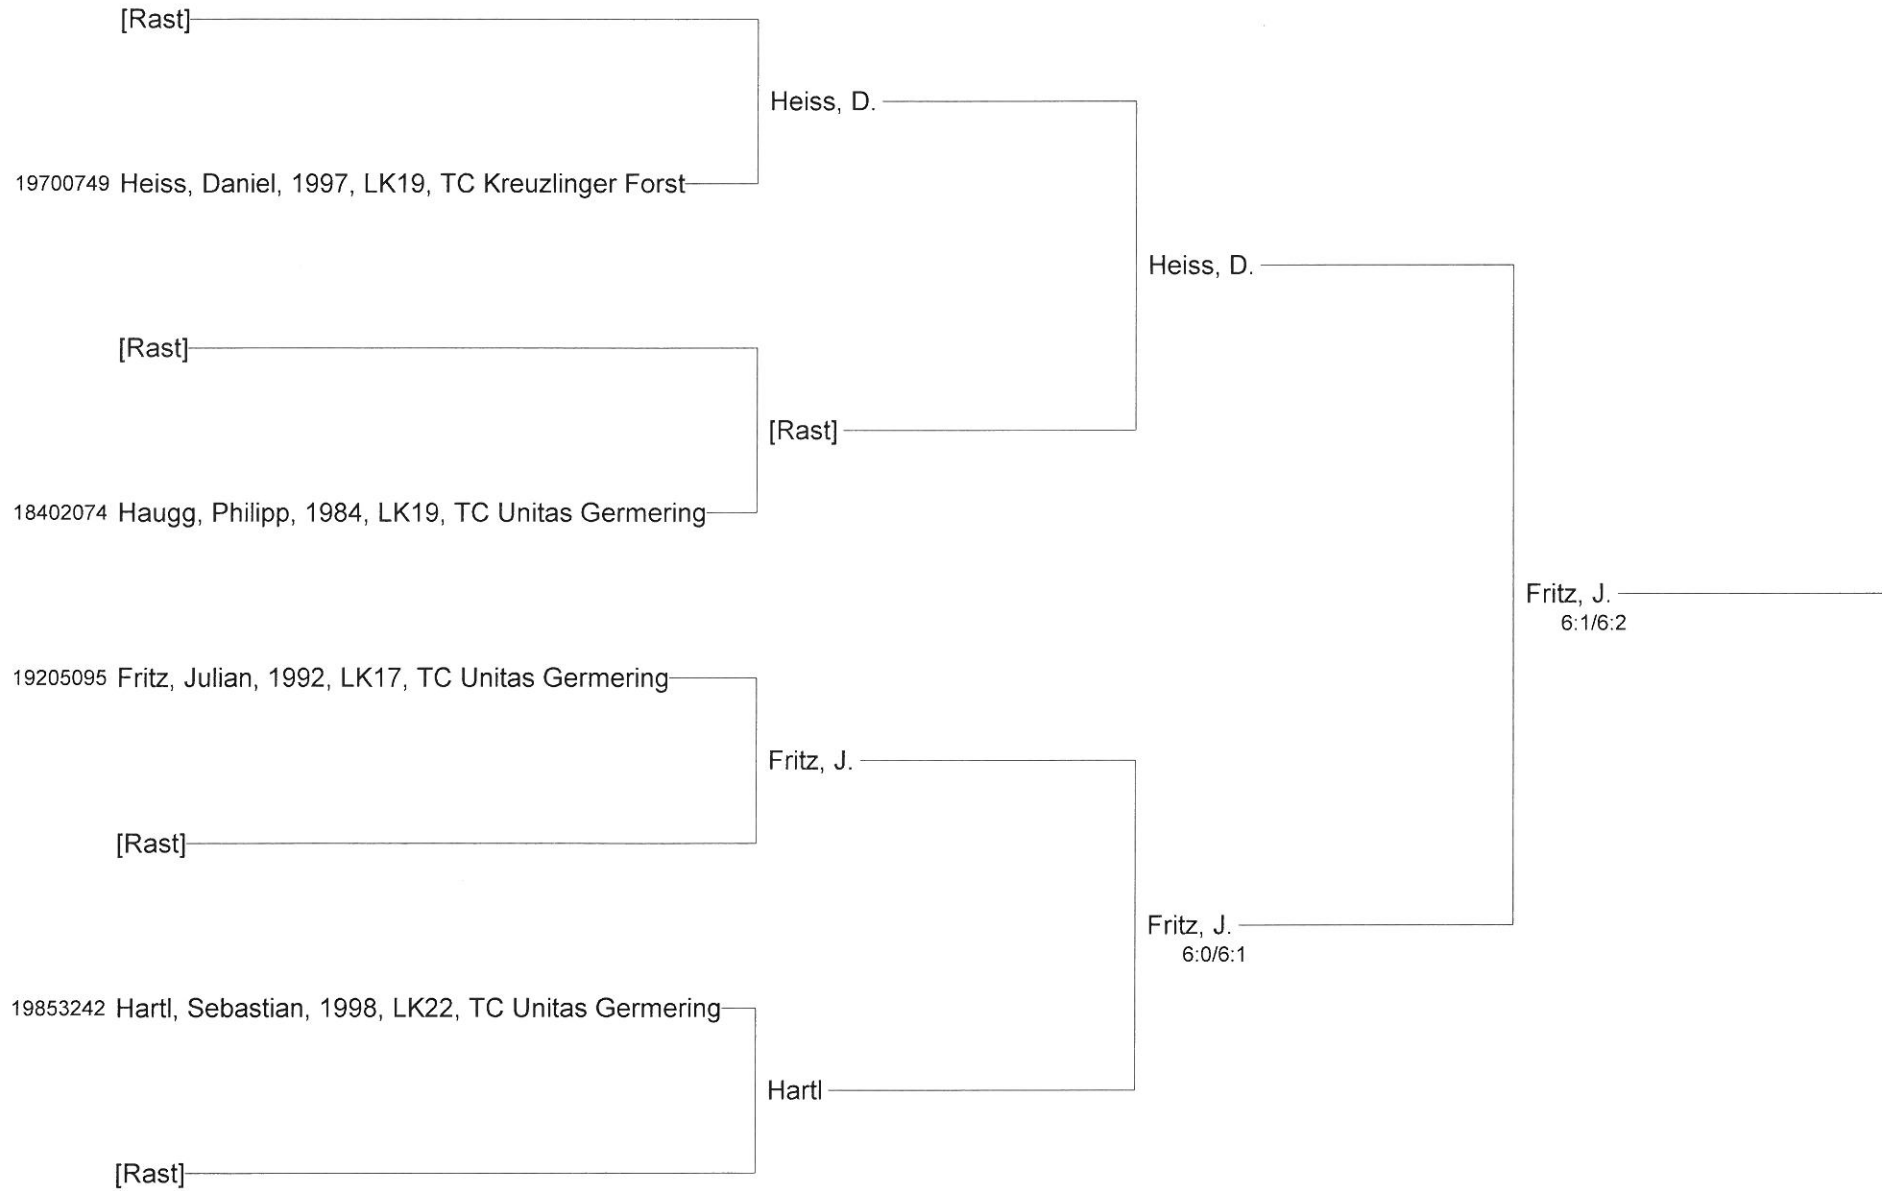 [Rast]
Heiss, D.
19700749 Heiss, Daniel, 1997, LK19, TC Kreuzlinger Forst
Heiss, D.
[Rast]
[Rast]
18402074 Haugg, Philipp, 1984, LK19, TC Unitas Germering
Fritz, J.
6:1/6:2
19205095 Fritz, Julian, 1992, LK17, TC Unitas Germering
Fritz, J.
[Rast]
Fritz, J.
6:0/6:1
19853242 Hartl, Sebastian, 1998, LK22, TC Unitas Germering
Hartl
[Rast]